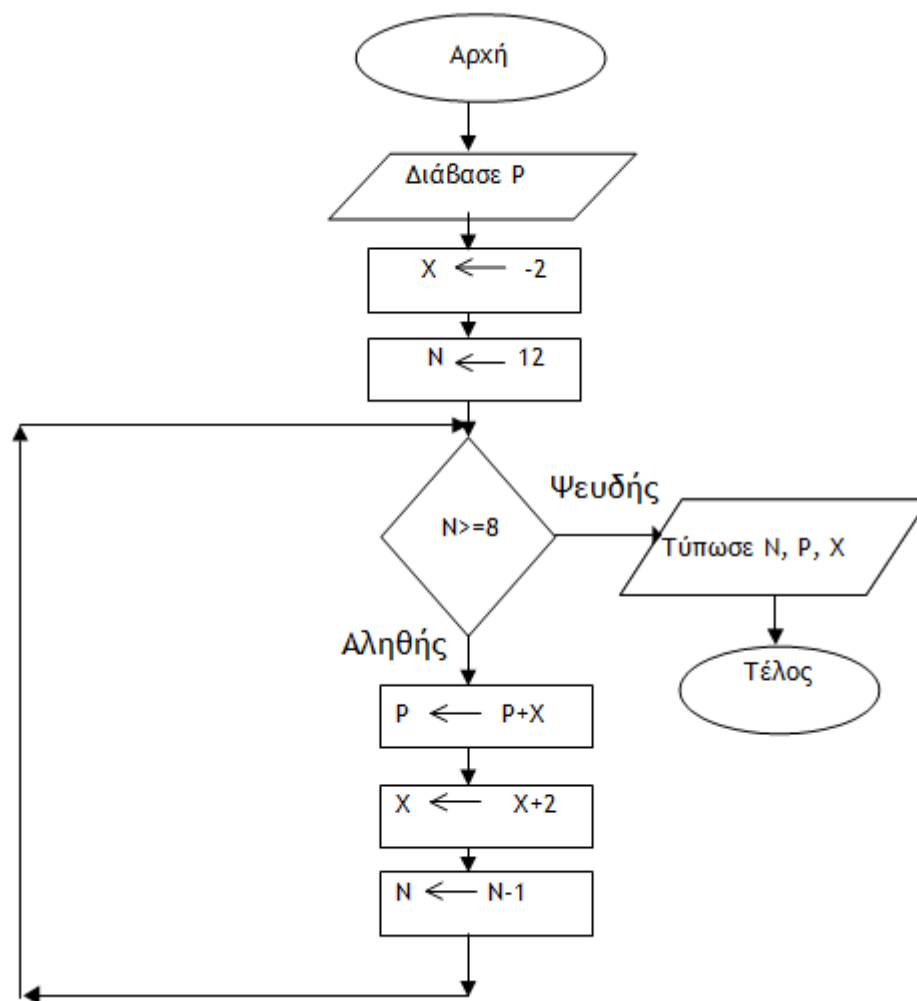 Αρχή
Διάβασε P
X ← -2
N ← 12
N>=8
Ψευδής
Τύπωσε N, P, X
Αληθής
Τέλος
P ← P+X
X ← X+2
N ← N-1